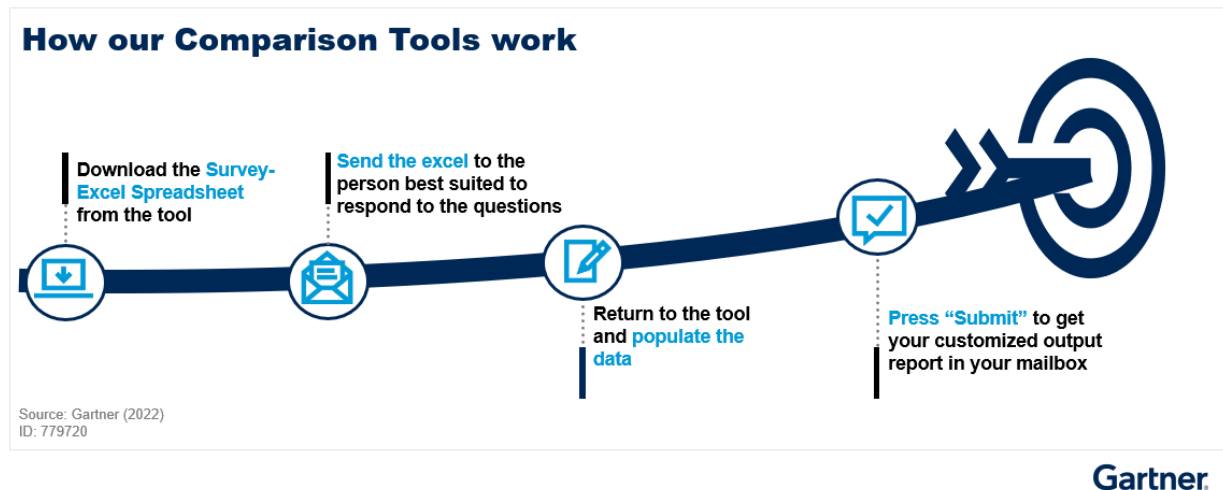 How our Comparison Tools work
Download the Survey-
Excel Spreadsheet
from the tool
Send the excel to the
person best suited to
respond to the questions
Return to the tool
and populate the
data
Press “Submit” to get
your customized output
report in your mailbox
Source: Gartner (2022)
ID: 779720
Gartner